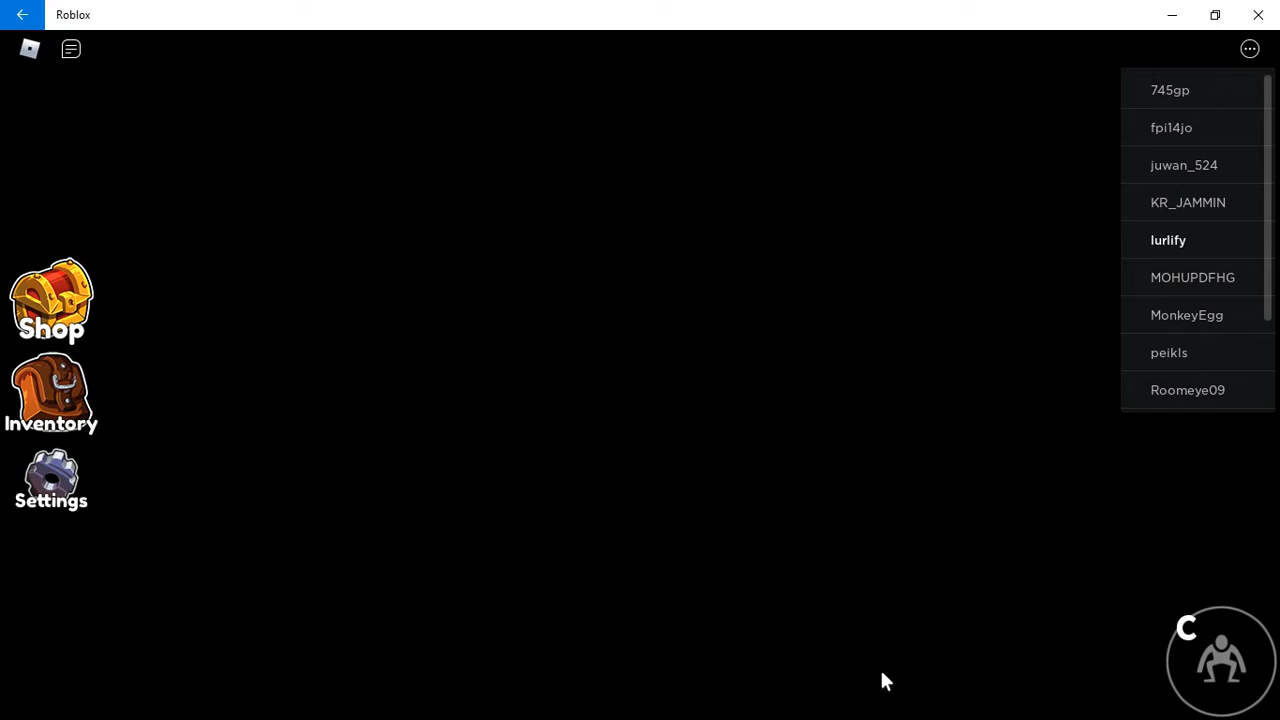 Roblox
745gp
fpi14jo
juwan_524
KR_JAMMIN
lurlify
MOHUPDFHG
MonkeyEgg
peikls
Roomeye09
Shop
Inventory
Settings
C